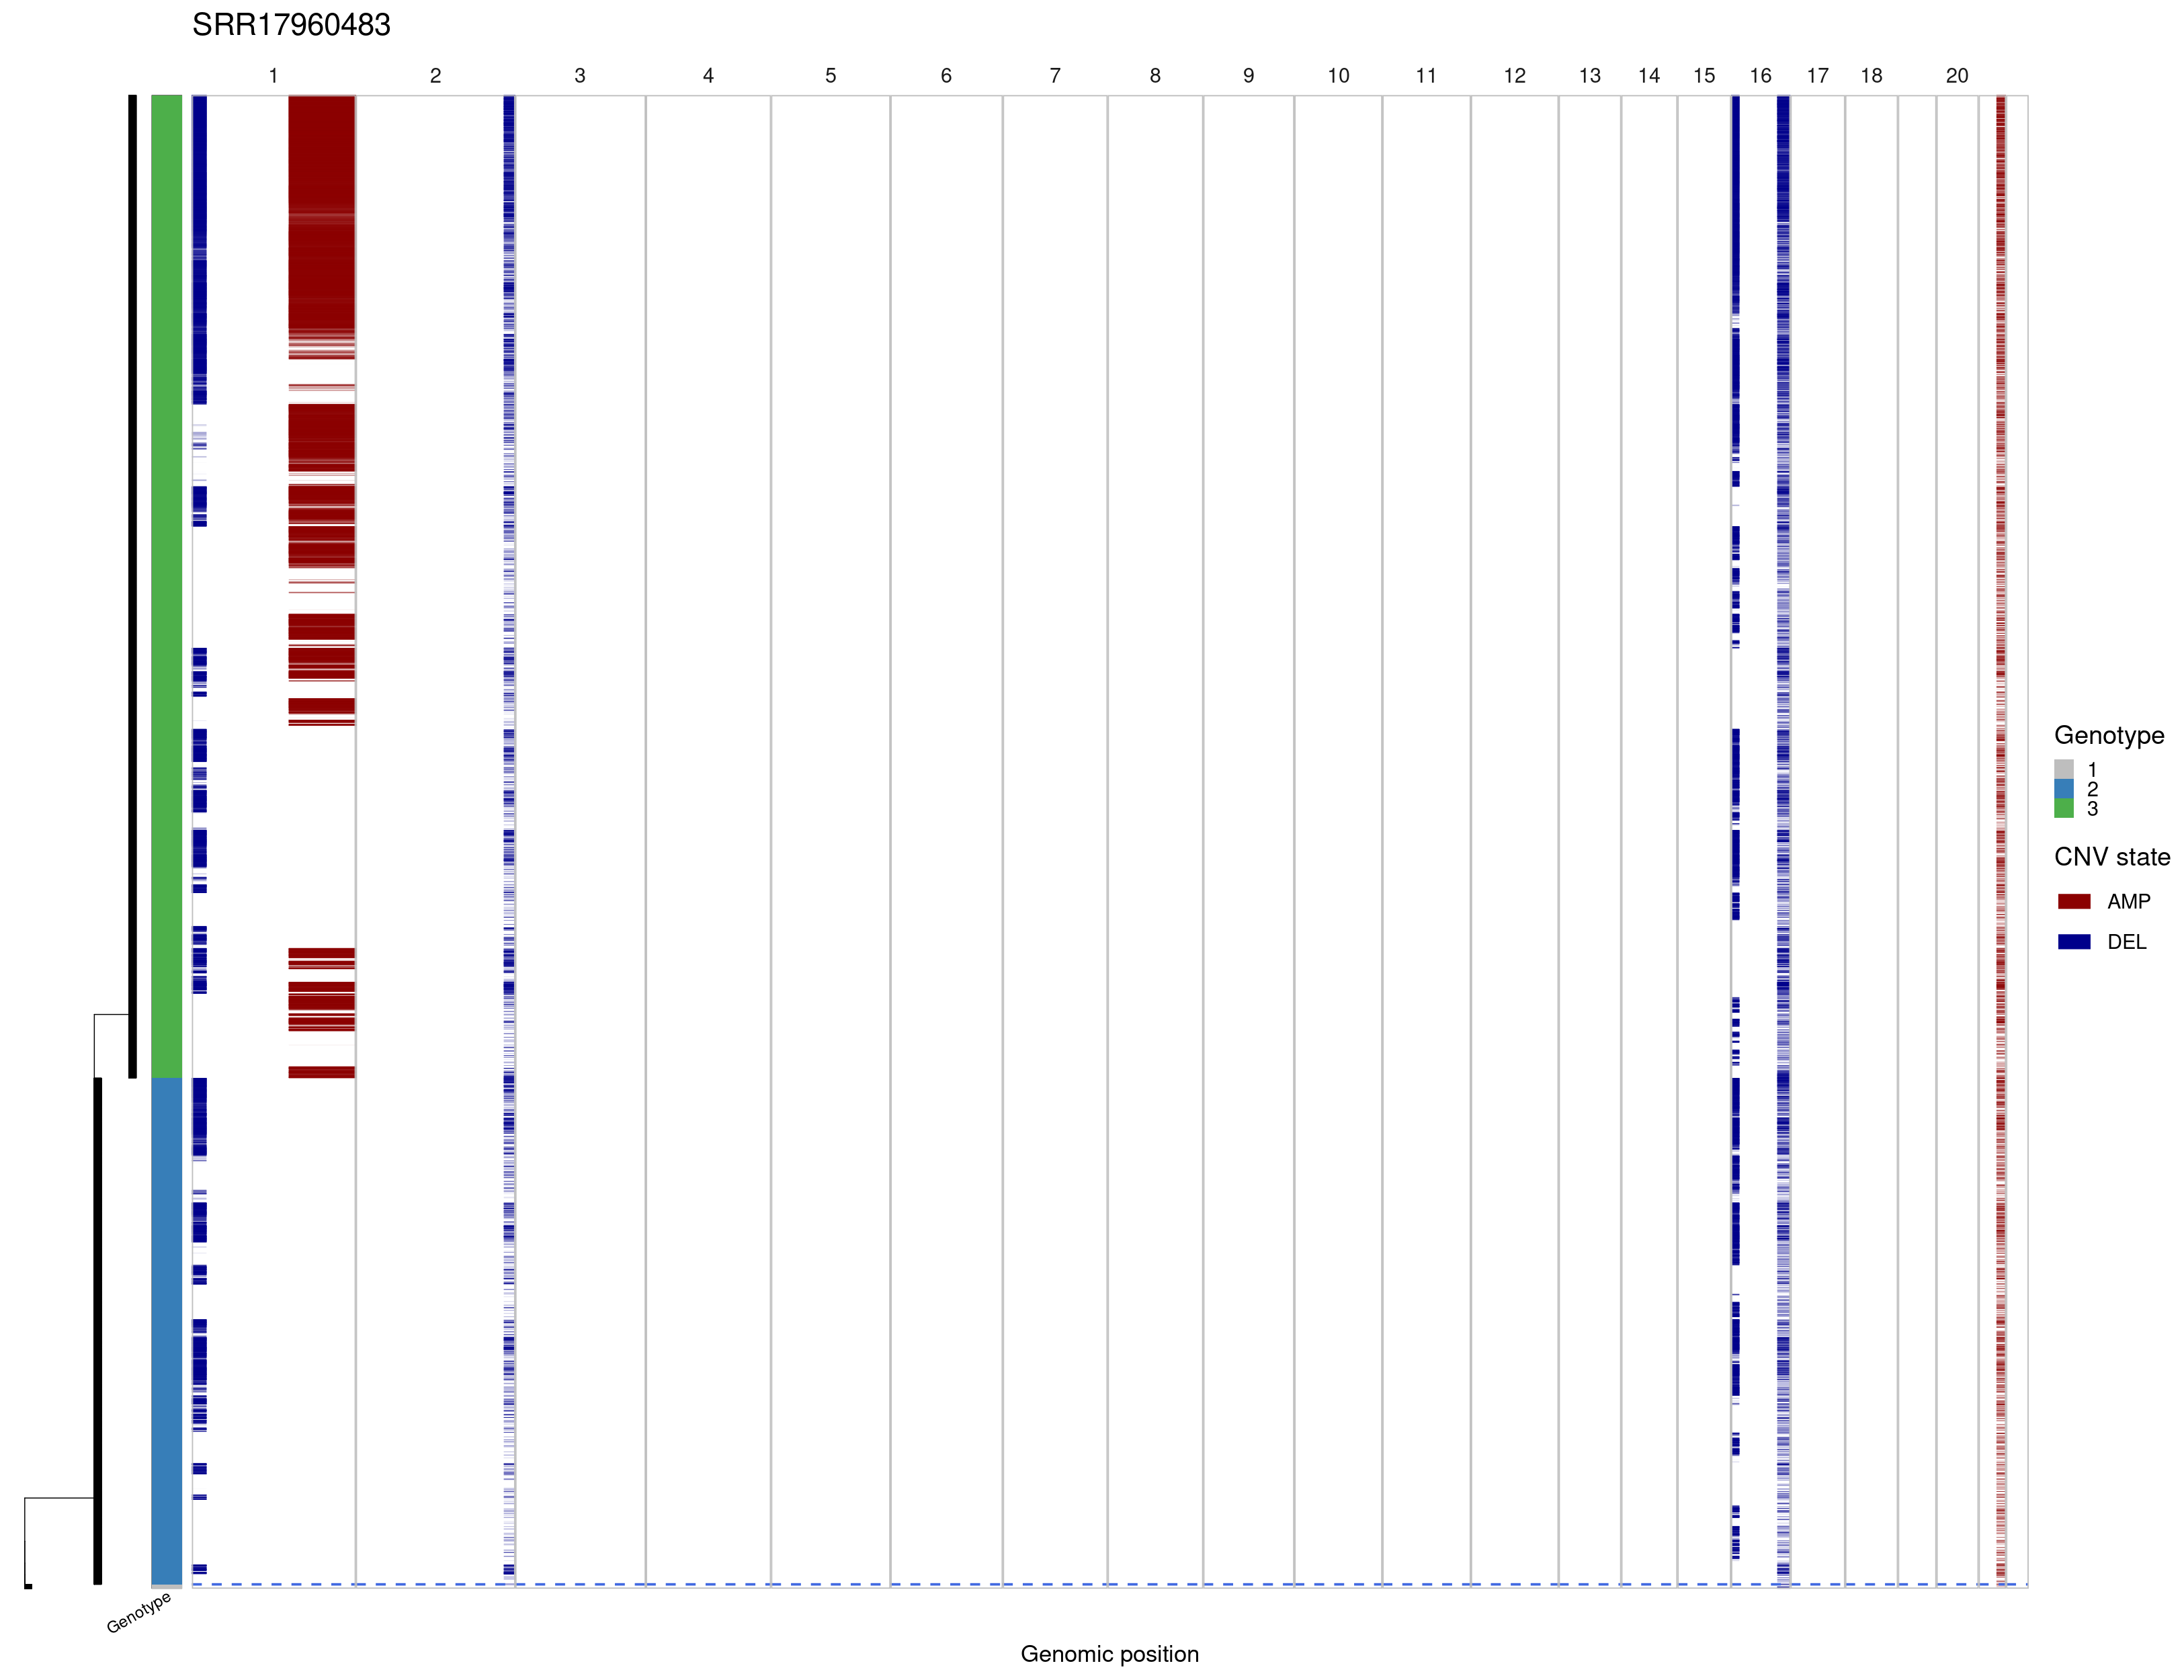 SRR17960483
1 2 3 4 5 6 7 8 9 10 11 12 13 14 15 16 17 18 20
Genotype
1
2
3
CNV state
AMP
DEL
Genotype
Genomic position